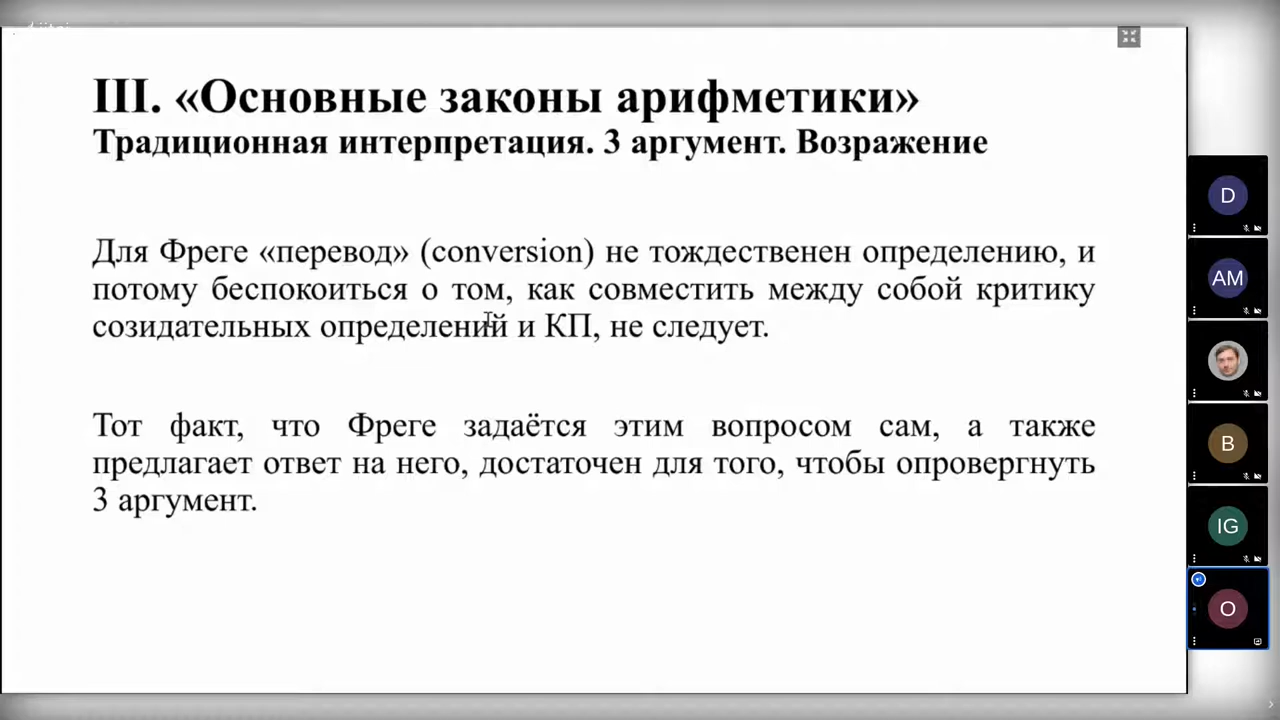 III. «Основные законы арифметики»
Традиционная интерпретация. 3 аргумент. Возражение
Для Фреге «перевод» (conversion) не тождественен определению, и
потому беспокоиться о том, как совместить между собой критику
созидательных определений и КП, не следует.
Тот факт, что Фреге задаётся этим вопросом сам, а также
предлагает ответ на него, достаточен для того, чтобы опровергнуть
3 аргумент.
D
AM
B
IG
O